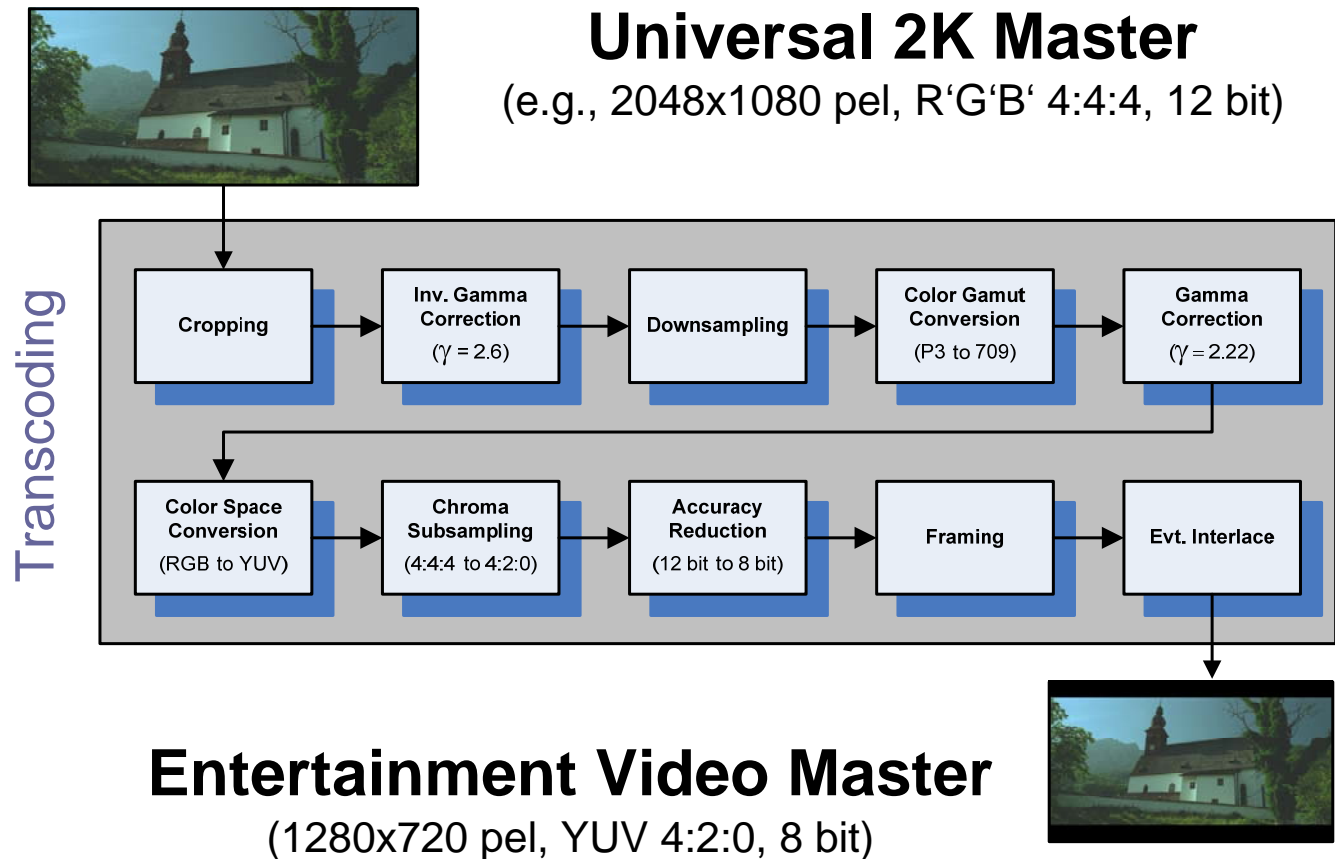 Universal 2K Master
(e.g., 2048x1080 pel, R‘G‘B‘ 4:4:4, 12 bit)
Transcoding
Cropping
Inv. Gamma
Correction
(γ = 2.6)
Downsampling
Color Gamut
Conversion
(P3 to 709)
Gamma
Correction
(γ = 2.22)
Color Space
Conversion
(RGB to YUV)
Chroma
Subsampling
(4:4:4 to 4:2:0)
Accuracy
Reduction
(12 bit to 8 bit)
Framing
Evt. Interlace
Entertainment Video Master
(1280x720 pel, YUV 4:2:0, 8 bit)